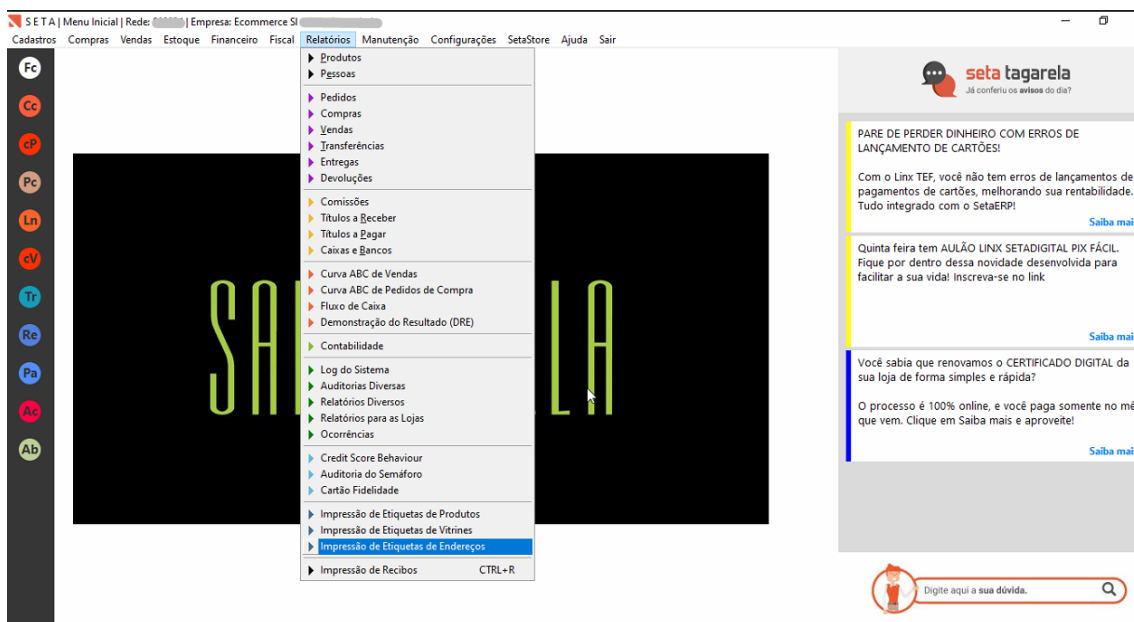 S E T A | Menu Inicial | Rede: | Empresa: Ecommerce SI
Cadastros Compras Vendas Estoque Financeiro Fiscal Relatórios Manutenção Configurações SetaStore Ajuda Sair
Fc
Cc
cP
Pc
Ln
cV
Tr
Re
Pa
Ac
Ab
Produtos
Pessoas
Pedidos
Compras
Vendas
Transferências
Entregas
Devoluções
Comissões
Títulos a Receber
Títulos a Pagar
Caixas e Bancos
Curva ABC de Vendas
Curva ABC de Pedidos de Compra
Fluxo de Caixa
Demonstração do Resultado (DRE)
Contabilidade
Log do Sistema
Auditorias Diversas
Relatórios Diversos
Relatórios para as Lojas
Ocorrências
Credit Score Behaviour
Auditoria do Semáforo
Cartão Fidelidade
Impressão de Etiquetas de Produtos
Impressão de Etiquetas de Vitrines
Impressão de Etiquetas de Endereços
Impressão de Recibos CTRL+R
seta tagarela
Já conferiu os avisos do dia?
PARE DE PERDER DINHEIRO COM ERROS DE
LANÇAMENTO DE CARTÕES!
Com o Linx TEF, você não tem erros de lançamentos de
pagamentos de cartões, melhorando sua rentabilidade.
Tudo integrado com o SetaERP!
Saiba mai
Quinta feira tem AULÃO LINX SETADIGITAL PIX FÁCIL.
Fique por dentro dessa novidade desenvolvida para
facilitar a sua vida! Inscreva-se no link
Saiba mai
Você sabia que renovamos o CERTIFICADO DIGITAL da
sua loja de forma simples e rápida?
O processo é 100% online, e você paga somente no mê
que vem. Clique em Saiba mais e aproveite!
Saiba mai
Digite aqui a sua dúvida.